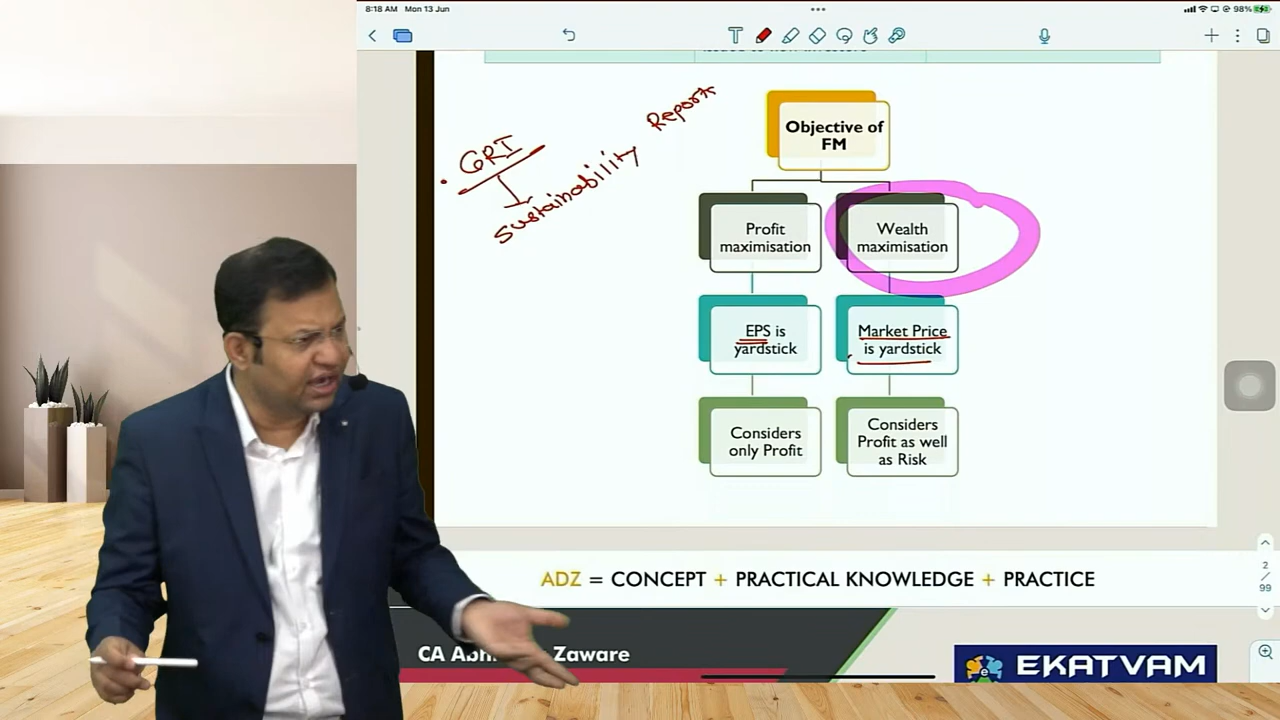 8:18 AM Mon 13 Jun
98%
T
Report
GRI
sustainability
Objective of
FM
Profit
maximisation
Wealth
maximisation
EPS is
yardstick
Market Price
is yardstick
Considers
only Profit
Considers
Profit as well
as Risk
ADZ = CONCEPT + PRACTICAL KNOWLEDGE + PRACTICE
2
/
99
CA Zaware
EKATVAM